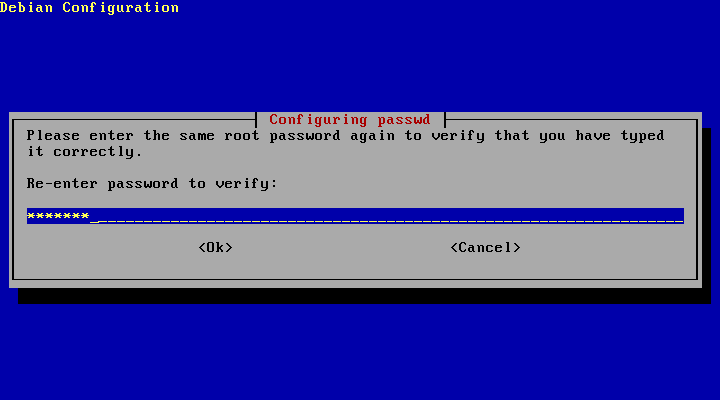 Debian Configuration
Configuring passwd
Please enter the same root password again to verify that you have typed
it correctly.
Re-enter password to verify:
*******_________________________________________________________________
<Ok> <Cancel>